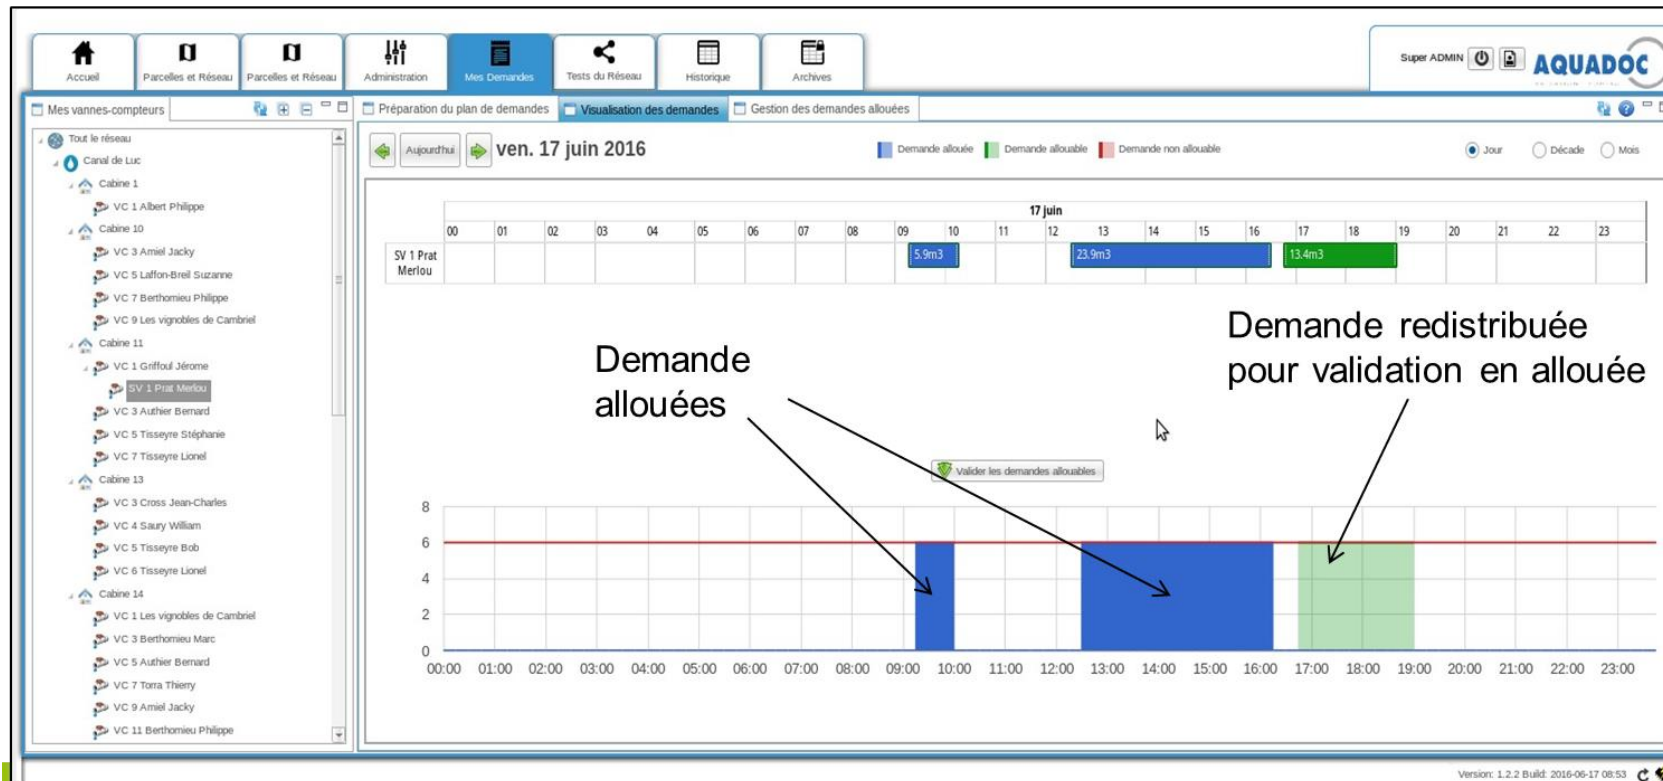 Accueil
Parcelles et Réseau
Parcelles et Réseau
Administration
Mes Demandes
Tests du Réseau
Historique
Archives
Super ADMIN
AQUADOC
Mes vannes-compteurs
Préparation du plan de demandes
Visualisation des demandes
Gestion des demandes allouées
Tout le réseau
Canal de Luc
Cabine 1
VC 1 Albert Philippe
Cabine 10
VC 3 Amiel Jacky
VC 5 Laffon-Breil Suzanne
VC 7 Berthomieu Philippe
VC 9 Les vignobles de Cambriel
Cabine 11
VC 1 Griffoul Jérome
SV 1 Prat Merlou
VC 3 Authier Bernard
VC 5 Tisseyre Stéphanie
VC 7 Tisseyre Lionel
Cabine 13
VC 3 Cross Jean-Charles
VC 4 Saury William
VC 5 Tisseyre Bob
VC 6 Tisseyre Lionel
Cabine 14
VC 1 Les vignobles de Cambriel
VC 3 Berthomieu Marc
VC 5 Authier Bernard
VC 7 Torra Thierry
VC 9 Amiel Jacky
VC 11 Berthomieu Philippe
Aujourd'hui
ven. 17 juin 2016
Demande allouée
Demande allouable
Demande non allouable
Jour
Décade
Mois
17 juin
00 01 02 03 04 05 06 07 08 09 10 11 12 13 14 15 16 17 18 19 20 21 22 23
SV 1 Prat
Merlou
5.9m3
23.9m3
13.4m3
Demande
allouées
Demande redistribuée
pour validation en allouée
Valider les demandes allouables
8
6
4
2
0
00:00 01:00 02:00 03:00 04:00 05:00 06:00 07:00 08:00 09:00 10:00 11:00 12:00 13:00 14:00 15:00 16:00 17:00 18:00 19:00 20:00 21:00 22:00 23:00
Version: 1.2.2 Build: 2016-06-17 08:53